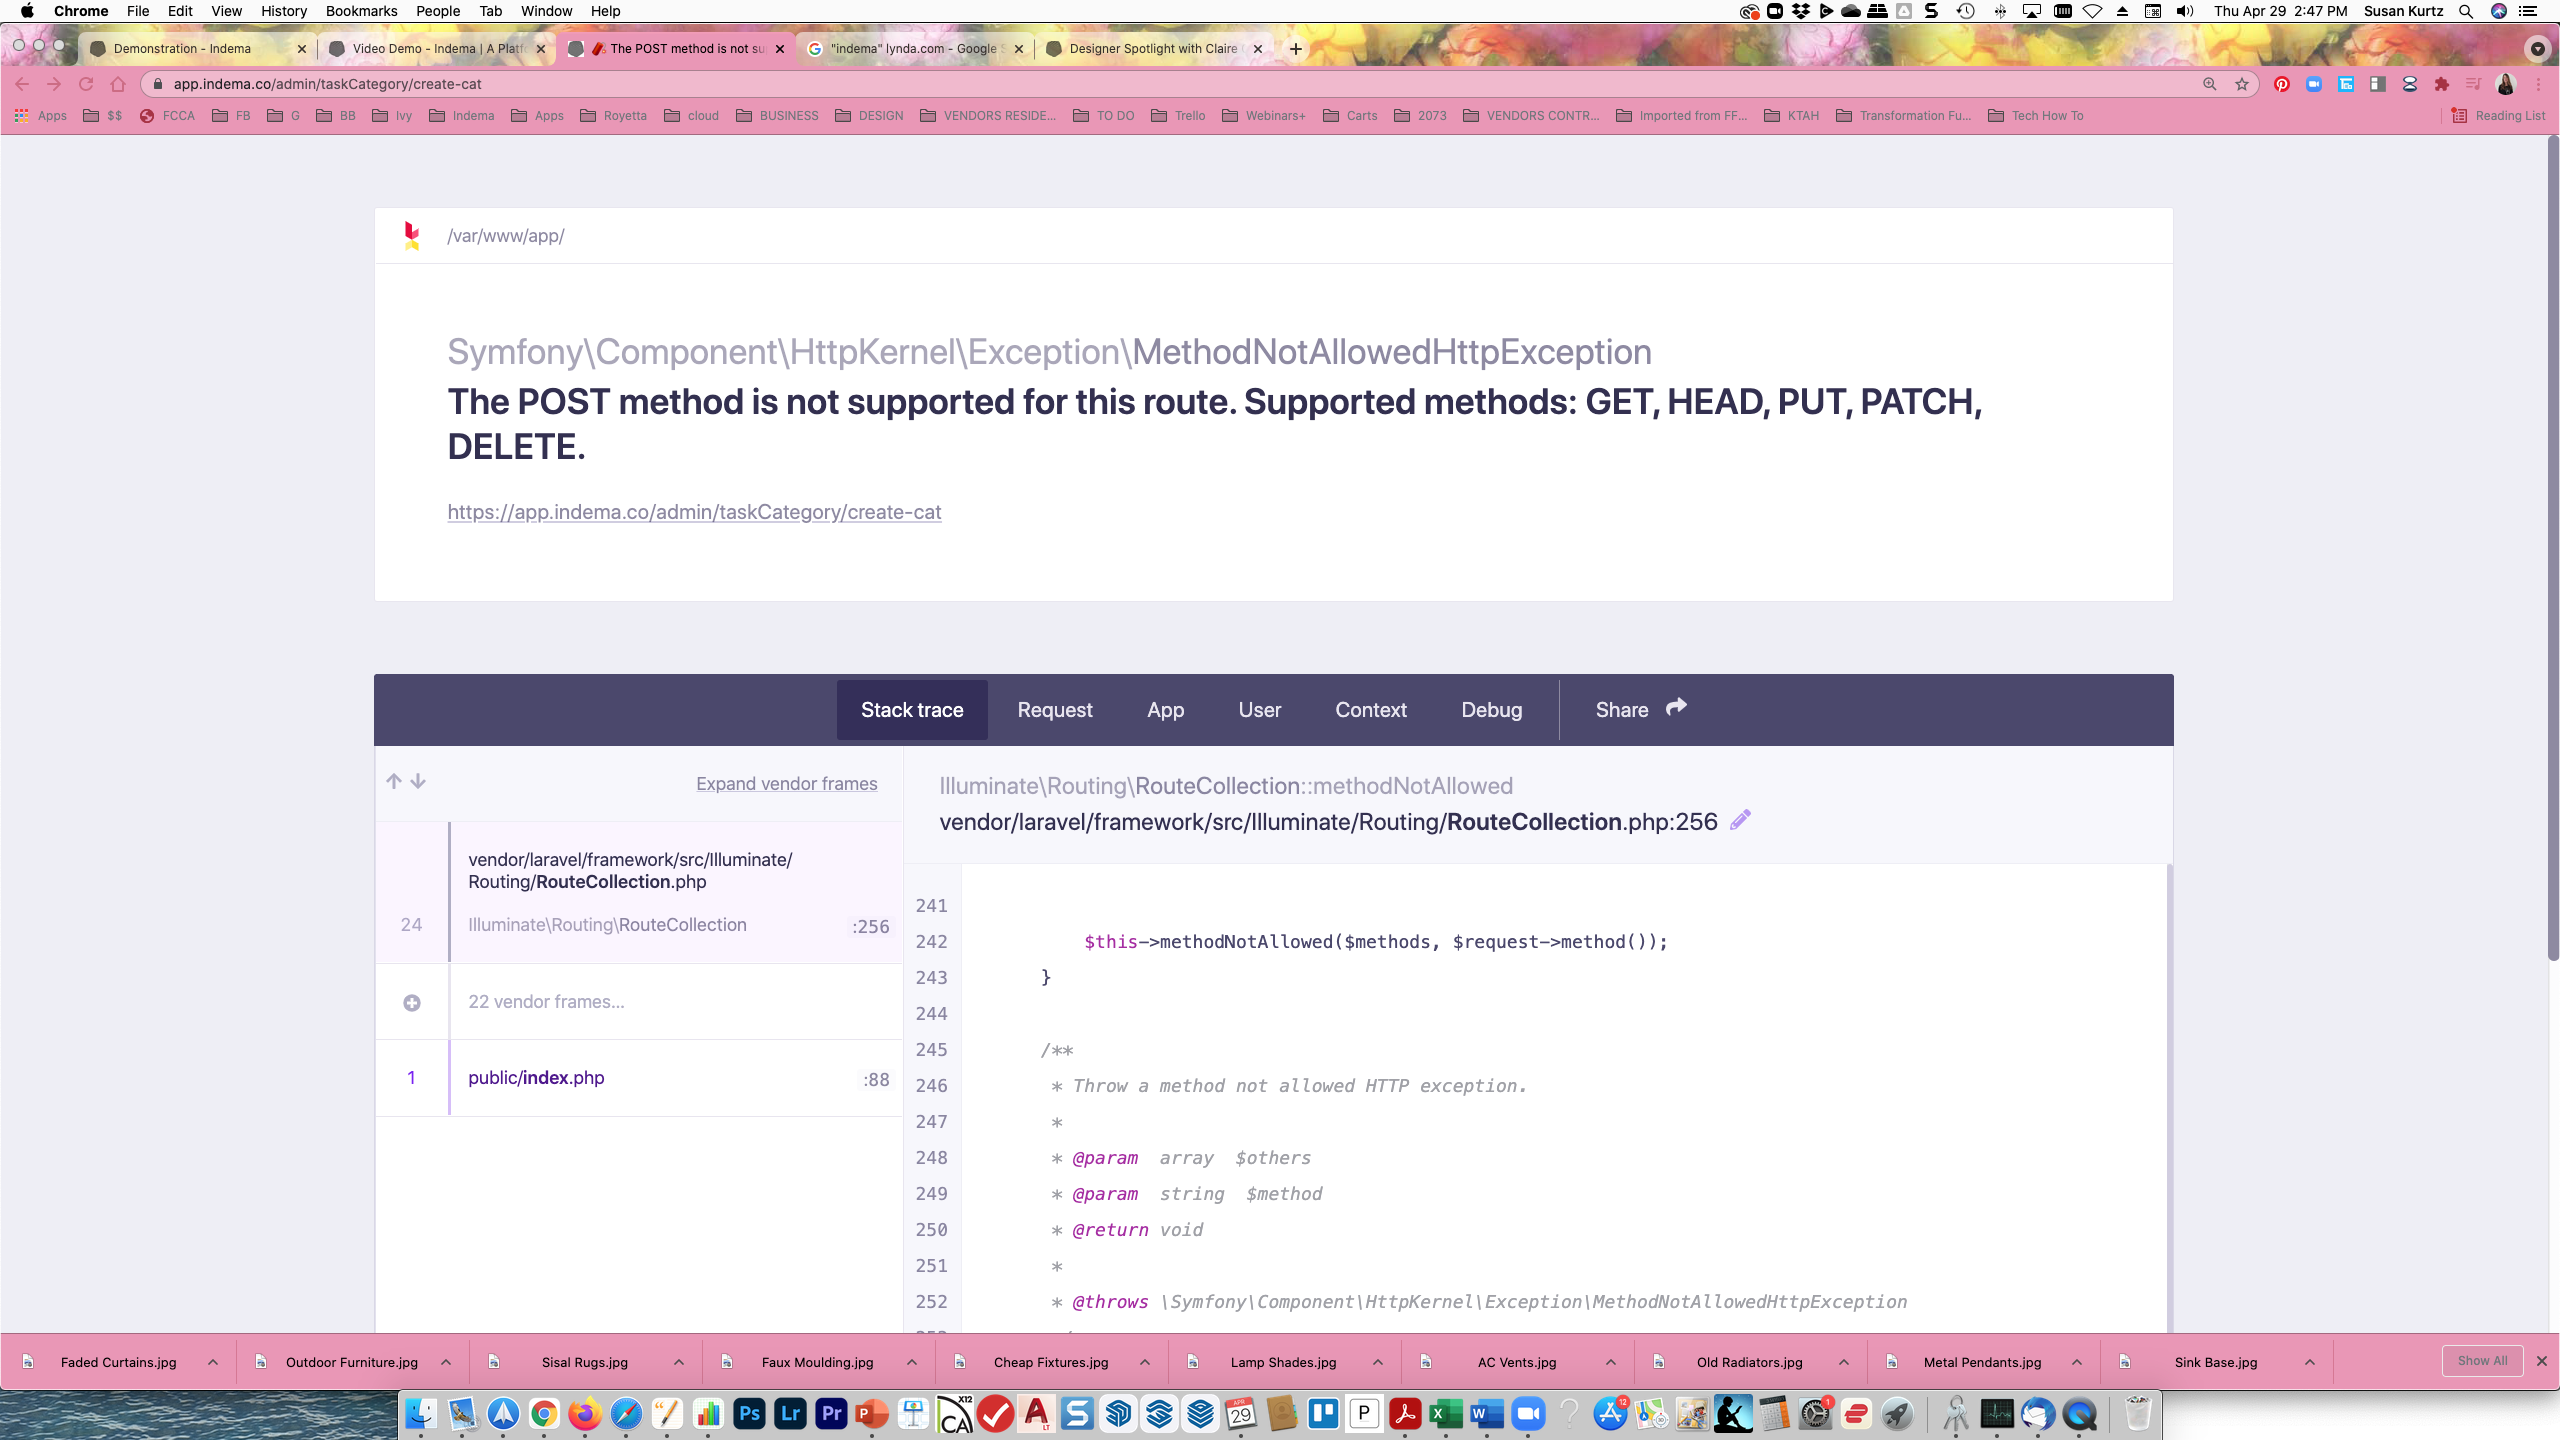 Chrome File Edit View History Bookmarks People Tab Window Help Thu Apr 29 2:47 PM Susan Kurtz
Demonstration - Indema Video Demo - Indema | A Platf The POST method is not su "indema" lynda.com - Google S Designer Spotlight with Claire
app.indema.co/admin/taskCategory/create-cat
Apps $$ FCCA FB G BB Ivy Indema Apps Royetta cloud BUSINESS DESIGN VENDORS RESIDE... TO DO Trello Webinars+ Carts 2073 VENDORS CONTR... Imported from FF... KTAH Transformation Fu... Tech How To Reading List
/var/www/app/
Symfony\Component\HttpKernel\Exception\MethodNotAllowedHttpException
The POST method is not supported for this route. Supported methods: GET, HEAD, PUT, PATCH,
DELETE.
https://app.indema.co/admin/taskCategory/create-cat
Stack trace Request App User Context Debug Share
Expand vendor frames
vendor/laravel/framework/src/Illuminate/
Routing/RouteCollection.php
24 Illuminate\Routing\RouteCollection :256
22 vendor frames...
1 public/index.php :88
Illuminate\Routing\RouteCollection::methodNotAllowed
vendor/laravel/framework/src/Illuminate/Routing/RouteCollection.php:256
241
242 $this->methodNotAllowed($methods, $request->method());
243 }
244
245 /**
246 * Throw a method not allowed HTTP exception.
247 *
248 * @param array $others
249 * @param string $method
250 * @return void
251 *
252 * @throws \Symfony\Component\HttpKernel\Exception\MethodNotAllowedHttpException
Faded Curtains.jpg Outdoor Furniture.jpg Sisal Rugs.jpg Faux Moulding.jpg Cheap Fixtures.jpg Lamp Shades.jpg AC Vents.jpg Old Radiators.jpg Metal Pendants.jpg Sink Base.jpg Show All
Ps Lr Pr P X12 CA A LT S APR 29 P X W 12 1